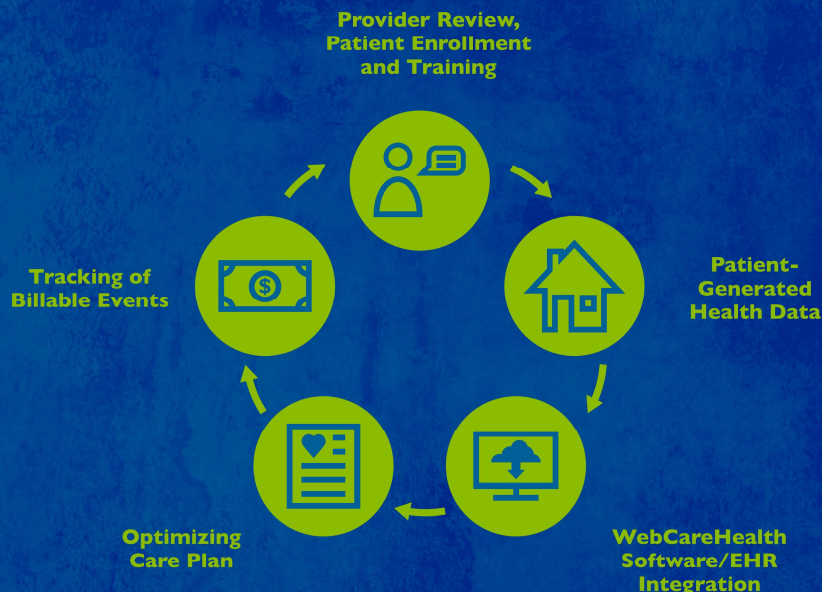 Provider Review,
Patient Enrollment
and Training
Patient-
Generated
Health Data
WebCareHealth
Software/EHR
Integration
Optimizing
Care Plan
Tracking of
Billable Events
$